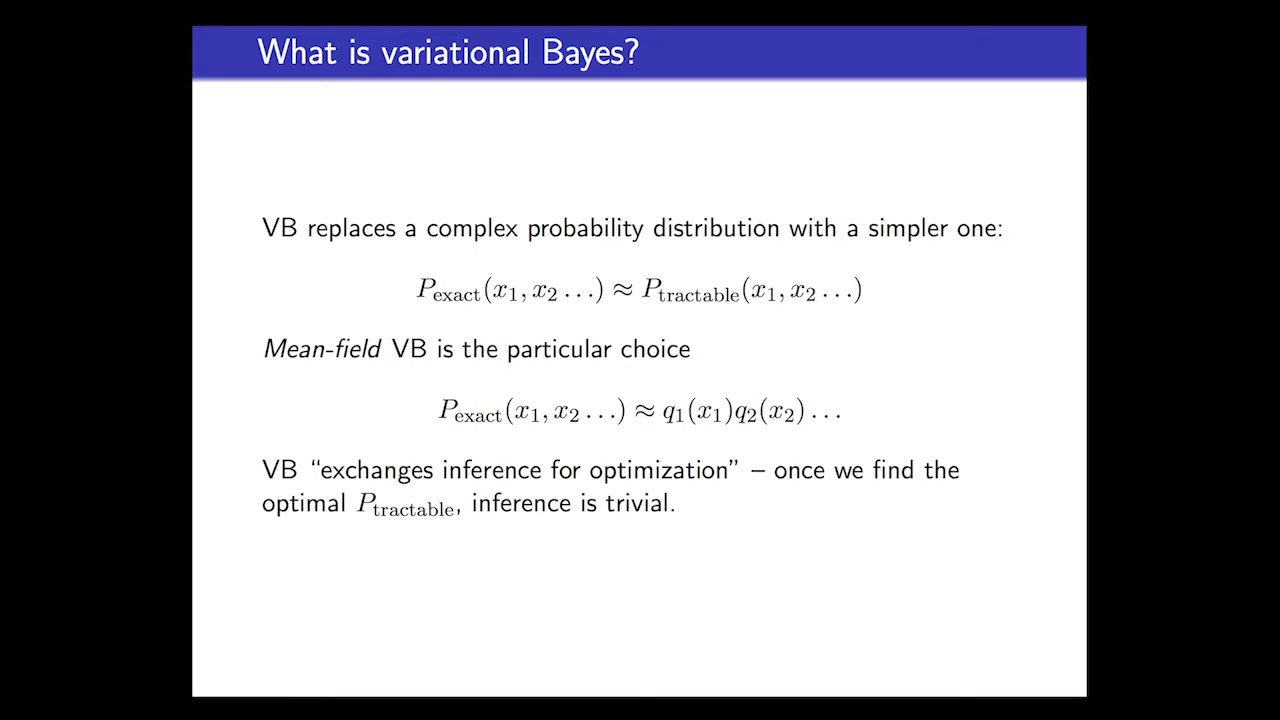 What is variational Bayes?
VB replaces a complex probability distribution with a simpler one:
P_exact(x_1, x_2 …) ≈ P_tractable(x_1, x_2 …)
Mean-field VB is the particular choice
P_exact(x_1, x_2 …) ≈ q_1(x_1)q_2(x_2) …
VB “exchanges inference for optimization” – once we find the
optimal P_tractable, inference is trivial.